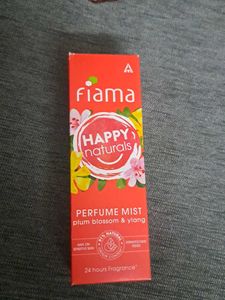 fiama
HAPPY
naturals
PERFUME MIST
plum blossom & ylang
24 hours Fragrance*